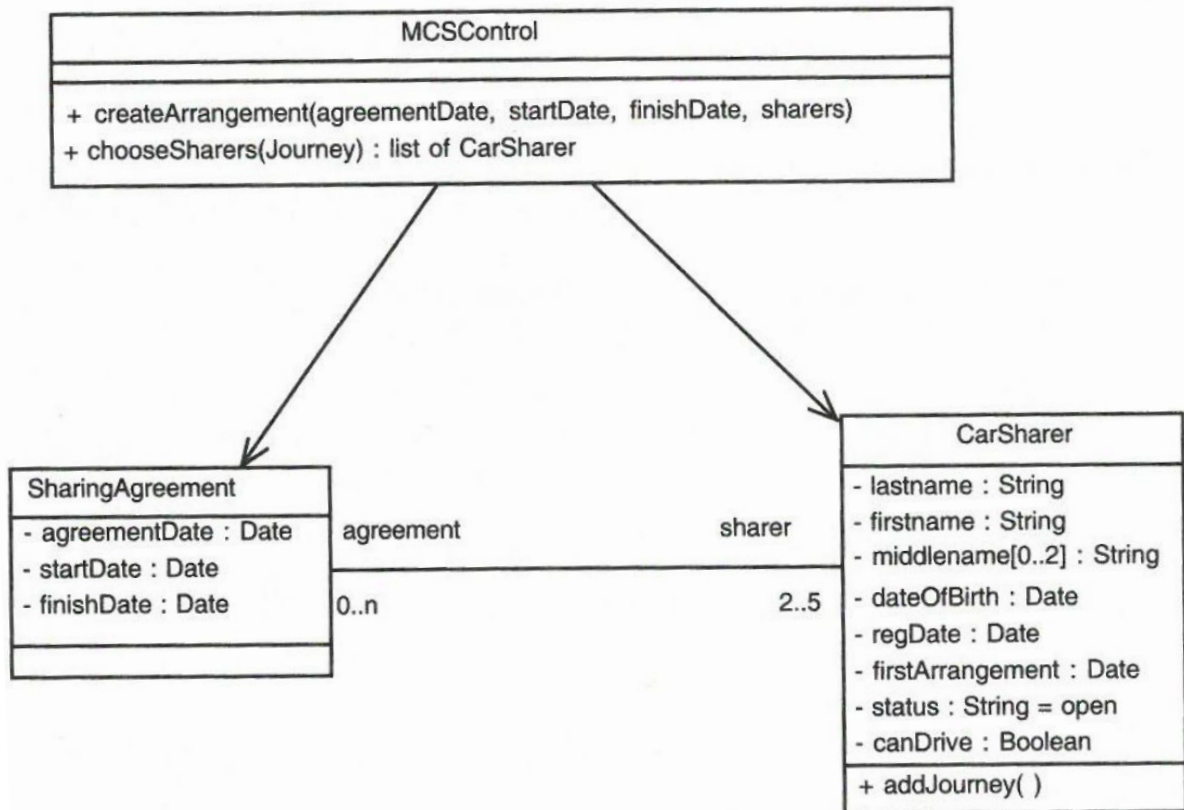 MCSControl
+ createArrangement(agreementDate, startDate, finishDate, sharers)
+ chooseSharers(Journey) : list of CarSharer
SharingAgreement
- agreementDate : Date
- startDate : Date
- finishDate : Date
agreement
sharer
0..n
2..5
CarSharer
- lastname : String
- firstname : String
- middlename[0..2] : String
- dateOfBirth : Date
- regDate : Date
- firstArrangement : Date
- status : String = open
- canDrive : Boolean
+ addJourney( )